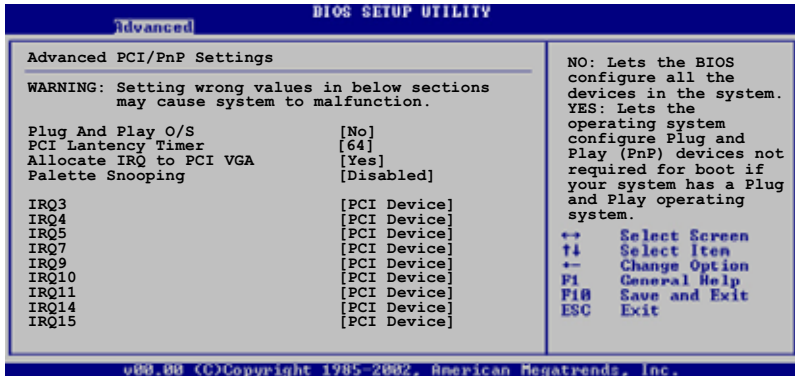 BIOS SETUP UTILITY
Advanced
Advanced PCI/PnP Settings
WARNING: Setting wrong values in below sections
may cause system to malfunction.
Plug And Play O/S [No]
PCI Lantency Timer [64]
Allocate IRQ to PCI VGA [Yes]
Palette Snooping [Disabled]
IRQ3 [PCI Device]
IRQ4 [PCI Device]
IRQ5 [PCI Device]
IRQ7 [PCI Device]
IRQ9 [PCI Device]
IRQ10 [PCI Device]
IRQ11 [PCI Device]
IRQ14 [PCI Device]
IRQ15 [PCI Device]
NO: Lets the BIOS
configure all the
devices in the system.
YES: Lets the
operating system
configure Plug and
Play (PnP) devices not
required for boot if
your system has a Plug
and Play operating
system.
↔ Select Screen
↑↓ Select Item
+- Change Option
F1 General Help
F10 Save and Exit
ESC Exit
v00.00 (C)Copyright 1985-2002, American Megatrends, Inc.